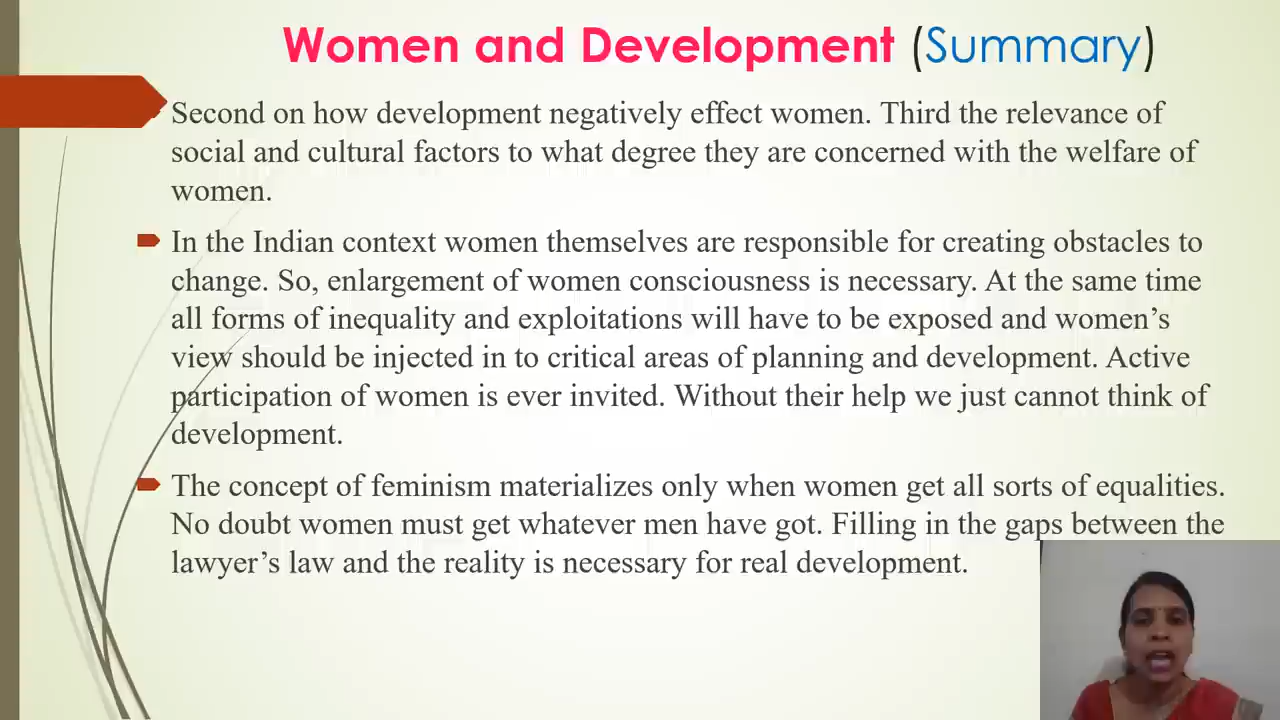 Women and Development (Summary)
Second on how development negatively effect women. Third the relevance of
social and cultural factors to what degree they are concerned with the welfare of
women.
In the Indian context women themselves are responsible for creating obstacles to
change. So, enlargement of women consciousness is necessary. At the same time
all forms of inequality and exploitations will have to be exposed and women’s
view should be injected in to critical areas of planning and development. Active
participation of women is ever invited. Without their help we just cannot think of
development.
The concept of feminism materializes only when women get all sorts of equalities.
No doubt women must get whatever men have got. Filling in the gaps between the
lawyer’s law and the reality is necessary for real development.